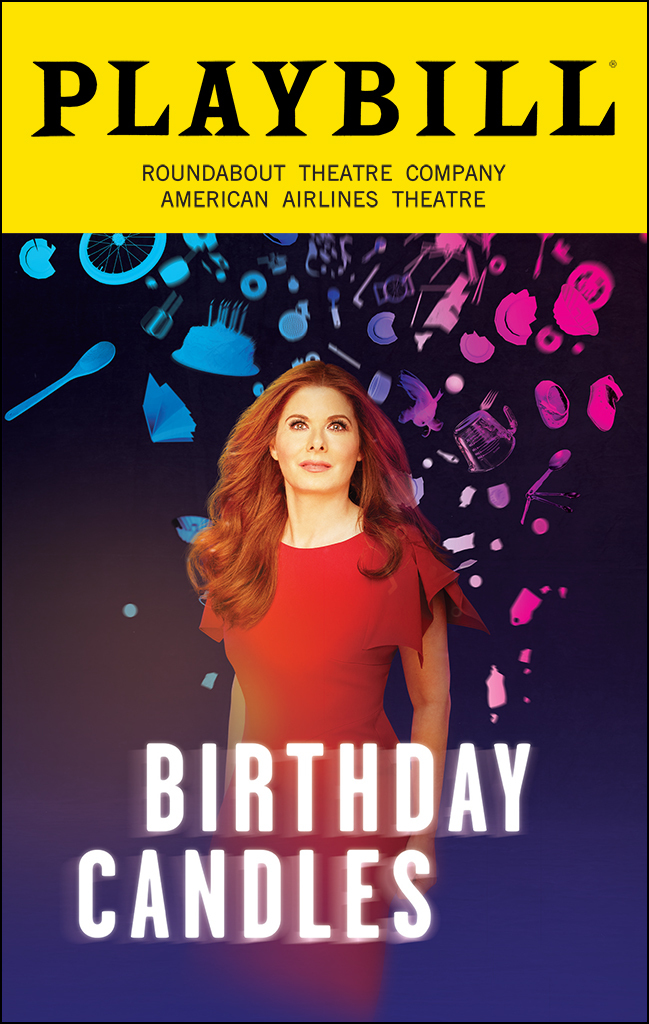 PLAYBILL®
ROUNDABOUT THEATRE COMPANY
AMERICAN AIRLINES THEATRE
BIRTHDAY
CANDLES